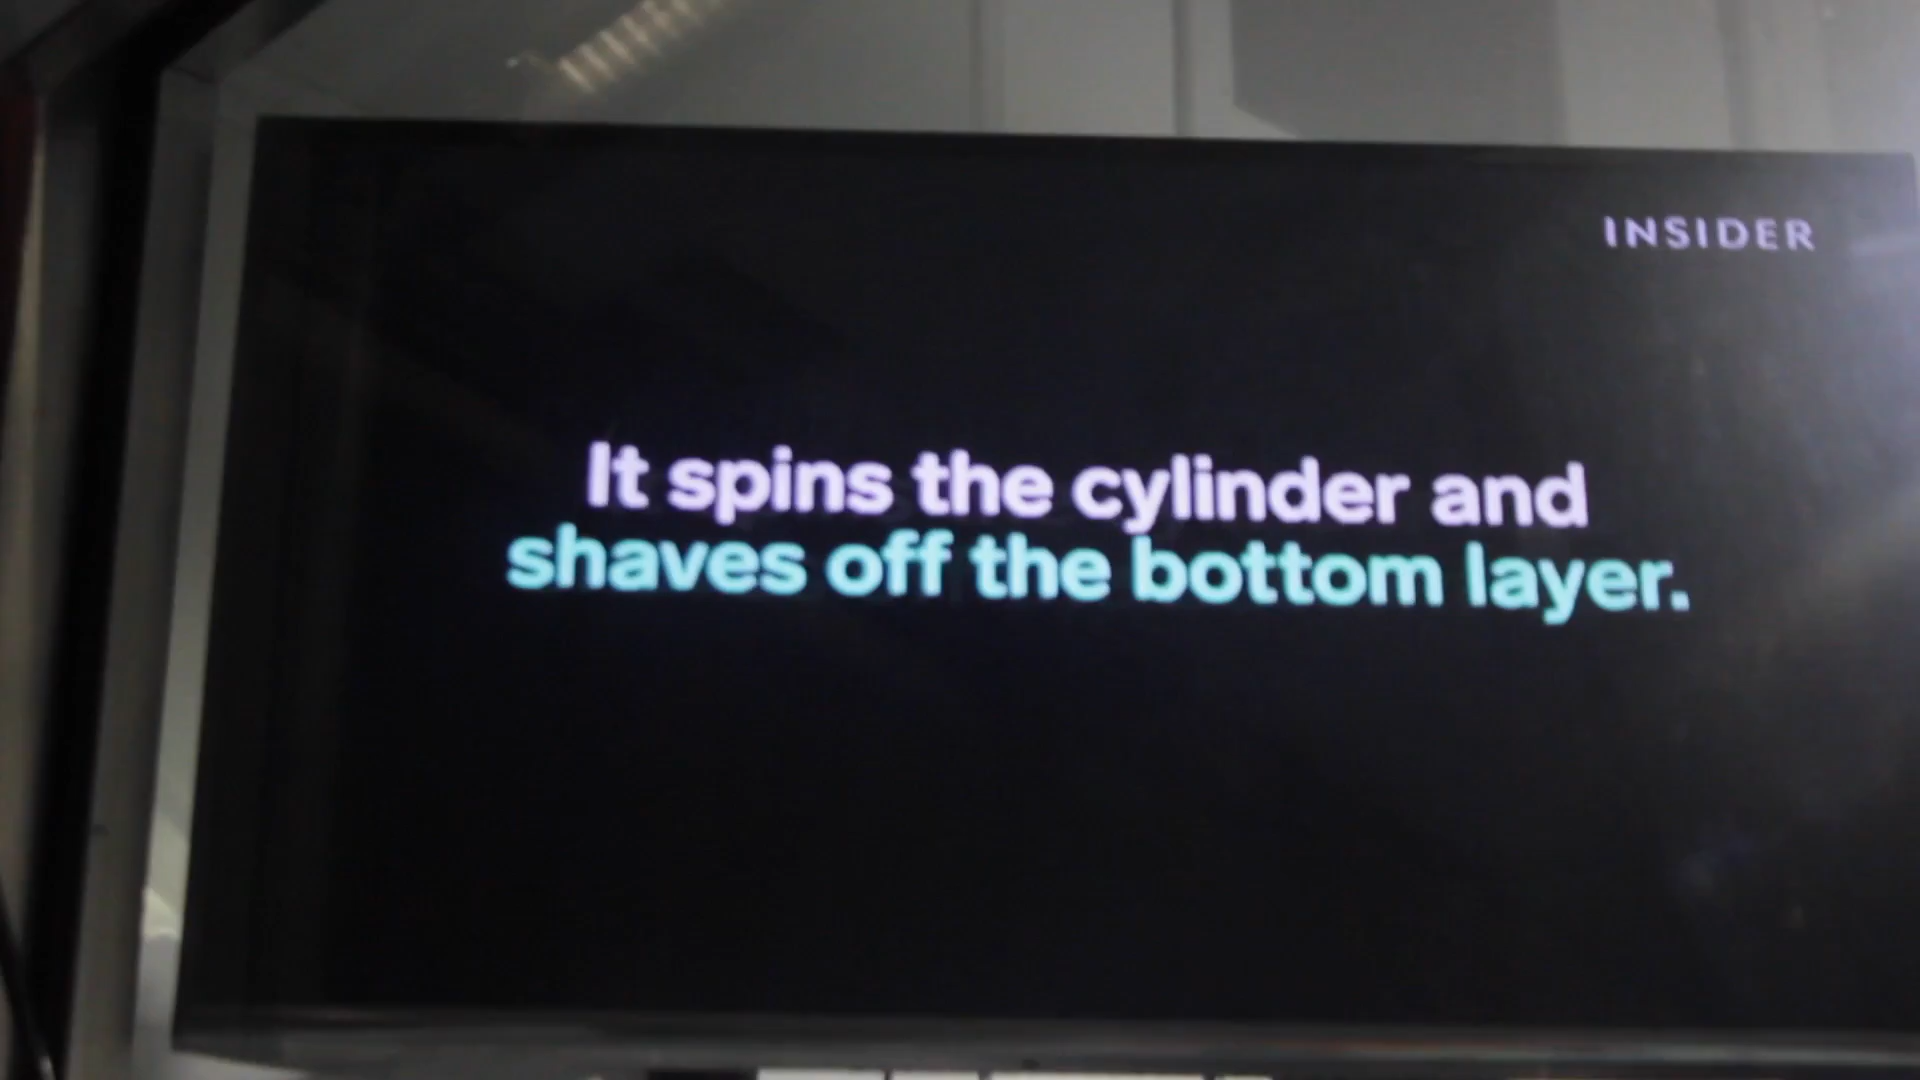 INSIDER
It spins the cylinder and
shaves off the bottom layer.